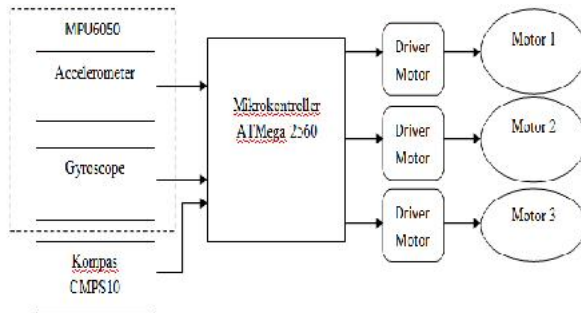 MPU6050
Accelerometer
Gyroscope
Kompas
CMPS10
Mikrokontroller
ATMega 2560
Driver
Motor
Motor 1
Driver
Motor
Motor 2
Driver
Motor
Motor 3